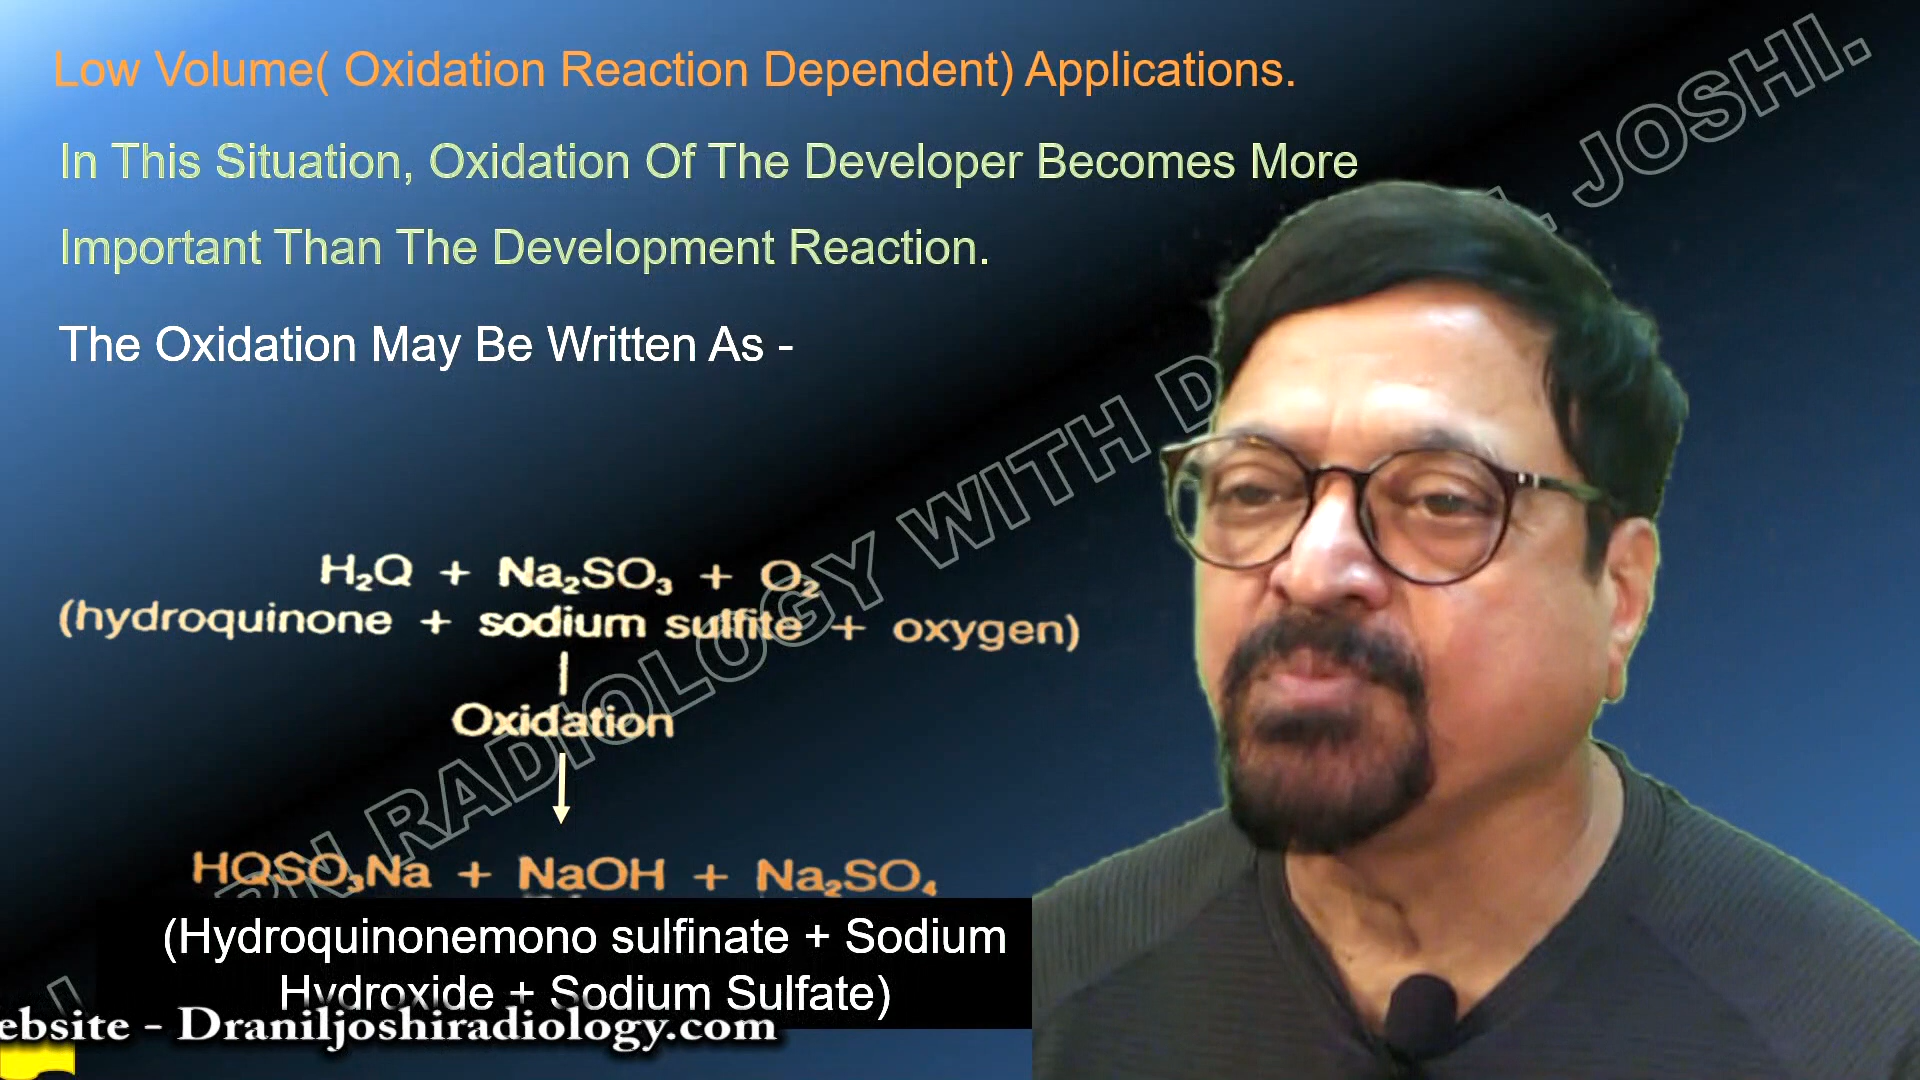 Low Volume( Oxidation Reaction Dependent) Applications.
In This Situation, Oxidation Of The Developer Becomes More
Important Than The Development Reaction.
The Oxidation May Be Written As -
H₂Q + Na₂SO₃ + O₂
(hydroquinone + sodium sulfite + oxygen)
Oxidation
HQSO₃Na + NaOH + Na₂SO₄
(Hydroquinonemono sulfinate + Sodium
Hydroxide + Sodium Sulfate)
ebsite - Draniljoshiradiology.com
RADIOLOGY WITH D
JOSHI.